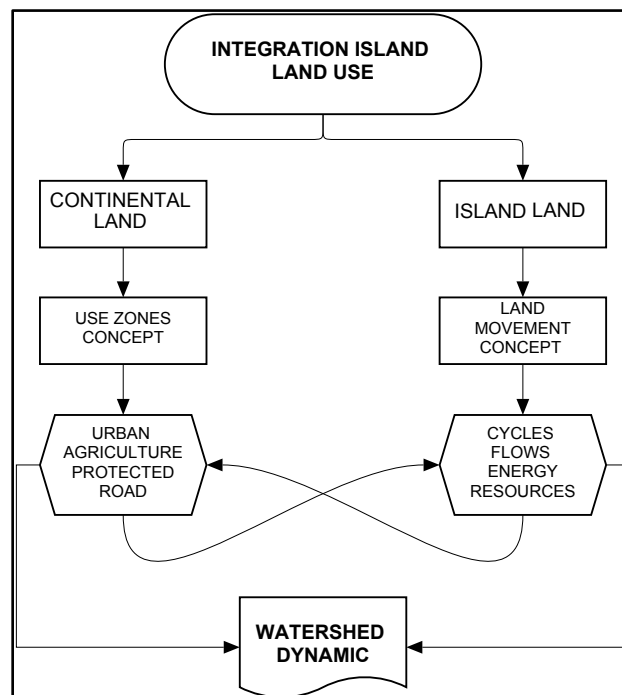 INTEGRATION ISLAND
LAND USE
CONTINENTAL
LAND
ISLAND LAND
USE ZONES
CONCEPT
LAND
MOVEMENT
CONCEPT
URBAN
AGRICULTURE
PROTECTED
ROAD
CYCLES
FLOWS
ENERGY
RESOURCES
WATERSHED
DYNAMIC